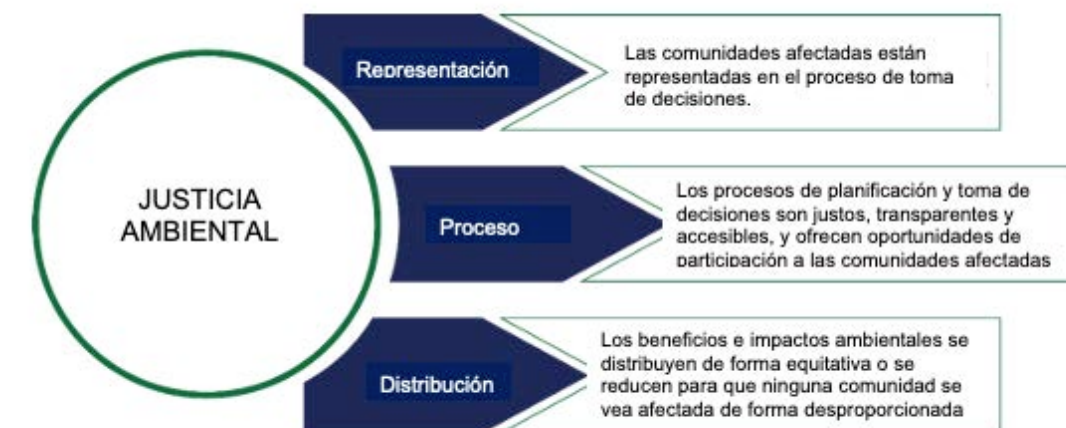 JUSTICIA
AMBIENTAL
Representación
Las comunidades afectadas están
representadas en el proceso de toma
de decisiones.
Proceso
Los procesos de planificación y toma de
decisiones son justos, transparentes y
accesibles, y ofrecen oportunidades de
participación a las comunidades afectadas
Distribución
Los beneficios e impactos ambientales se
distribuyen de forma equitativa o se
reducen para que ninguna comunidad se
vea afectada de forma desproporcionada